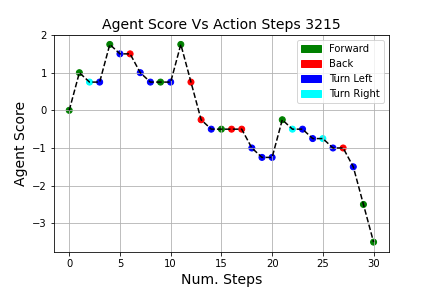 Agent Score Vs Action Steps 3215
Forward
Back
Turn Left
Turn Right
Agent Score
2
1
0
−1
−2
−3
0 5 10 15 20 25 30
Num. Steps